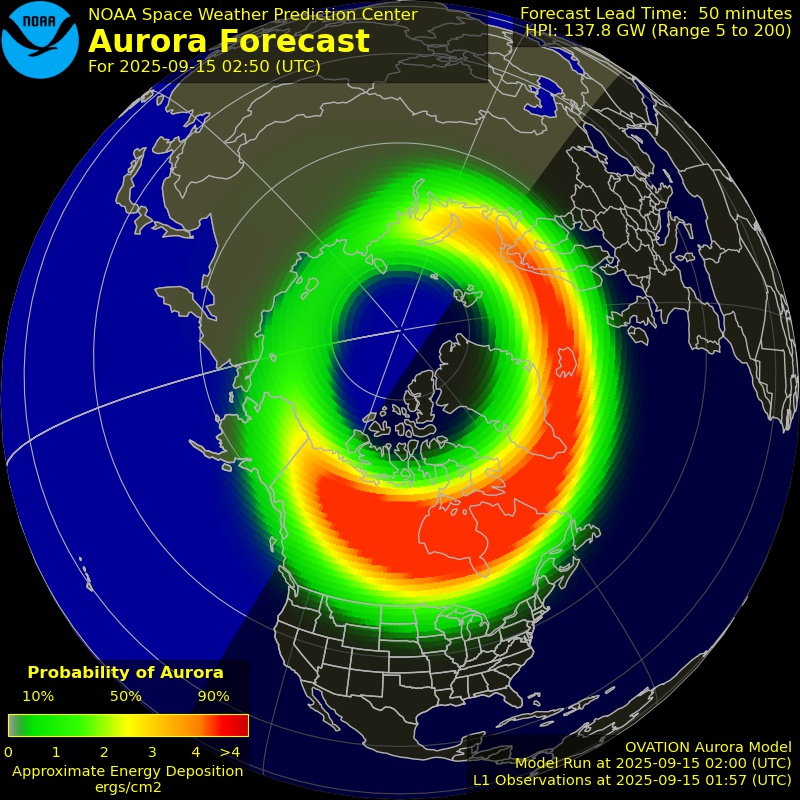 NOAA
NOAA Space Weather Prediction Center
Aurora Forecast
For 2025-09-15 02:50 (UTC)
Forecast Lead Time:  50 minutes
HPI: 137.8 GW (Range 5 to 200)
Probability of Aurora
10% 50% 90%
0 1 2 3 4 >4
Approximate Energy Deposition
ergs/cm2
OVATION Aurora Model
Model Run at 2025-09-15 02:00 (UTC)
L1 Observations at 2025-09-15 01:57 (UTC)